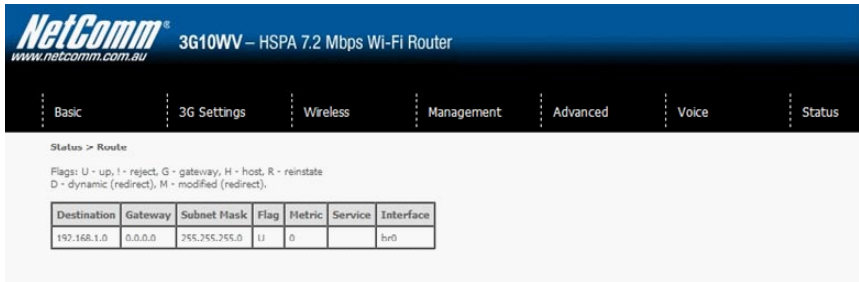 NetComm®
www.netcomm.com.au
3G10WV – HSPA 7.2 Mbps Wi-Fi Router
Basic 3G Settings Wireless Management Advanced Voice Status
Status > Route
Flags: U - up, ! - reject, G - gateway, H - host, R - reinstate
D - dynamic (redirect), M - modified (redirect).
Destination Gateway Subnet Mask Flag Metric Service Interface
192.168.1.0 0.0.0.0 255.255.255.0 U 0 br0